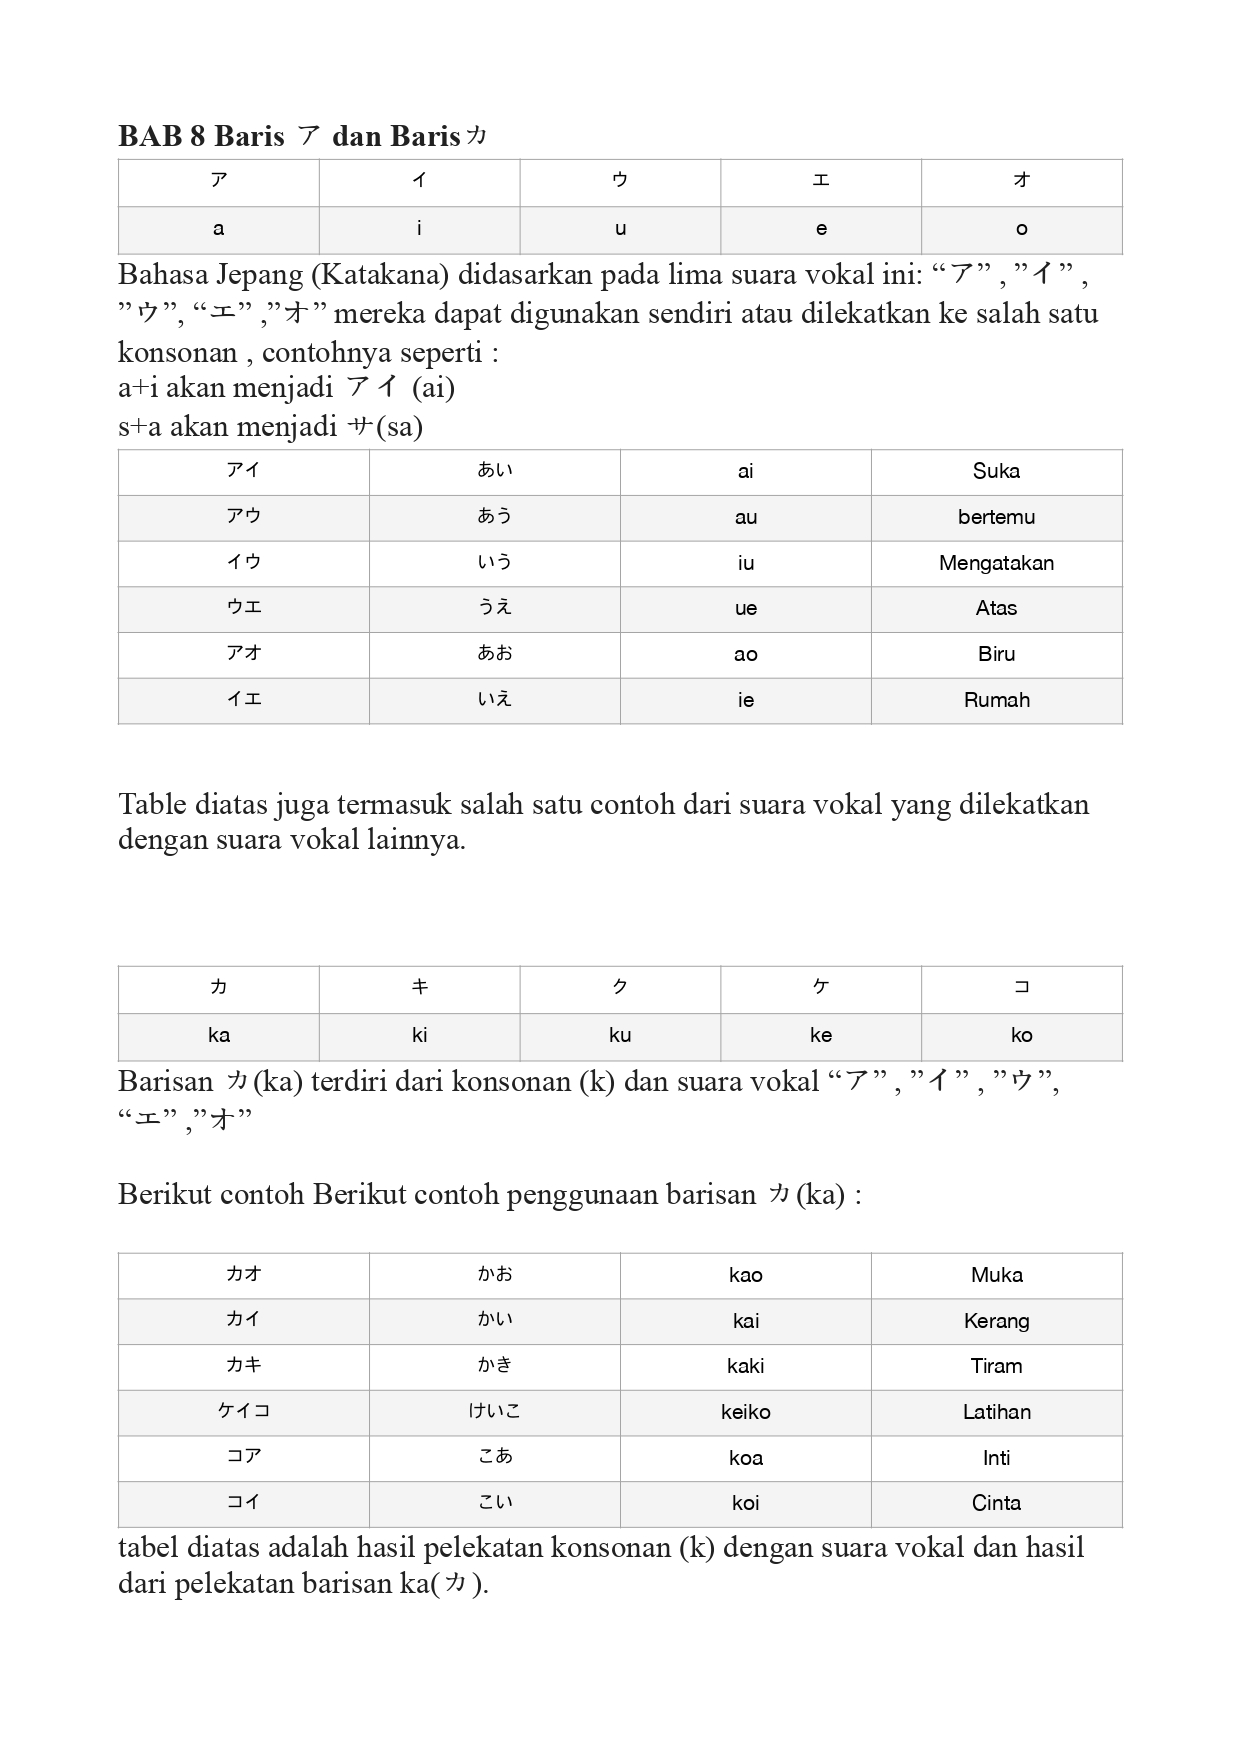 BAB 8 Baris ア dan Barisカ
ア イ ウ エ オ
a i u e o
Bahasa Jepang (Katakana) didasarkan pada lima suara vokal ini: “ア” , ”イ” ,
”ウ”, “エ” ,”オ” mereka dapat digunakan sendiri atau dilekatkan ke salah satu
konsonan , contohnya seperti :
a+i akan menjadi アイ (ai)
s+a akan menjadi サ(sa)
アイ あい ai Suka
アウ あう au bertemu
イウ いう iu Mengatakan
ウエ うえ ue Atas
アオ あお ao Biru
イエ いえ ie Rumah
Table diatas juga termasuk salah satu contoh dari suara vokal yang dilekatkan
dengan suara vokal lainnya.
カ キ ク ケ コ
ka ki ku ke ko
Barisan カ(ka) terdiri dari konsonan (k) dan suara vokal “ア” , ”イ” , ”ウ”,
“エ” ,”オ”
Berikut contoh Berikut contoh penggunaan barisan カ(ka) :
カオ かお kao Muka
カイ かい kai Kerang
カキ かき kaki Tiram
ケイコ けいこ keiko Latihan
コア こあ koa Inti
コイ こい koi Cinta
tabel diatas adalah hasil pelekatan konsonan (k) dengan suara vokal dan hasil
dari pelekatan barisan ka(カ).